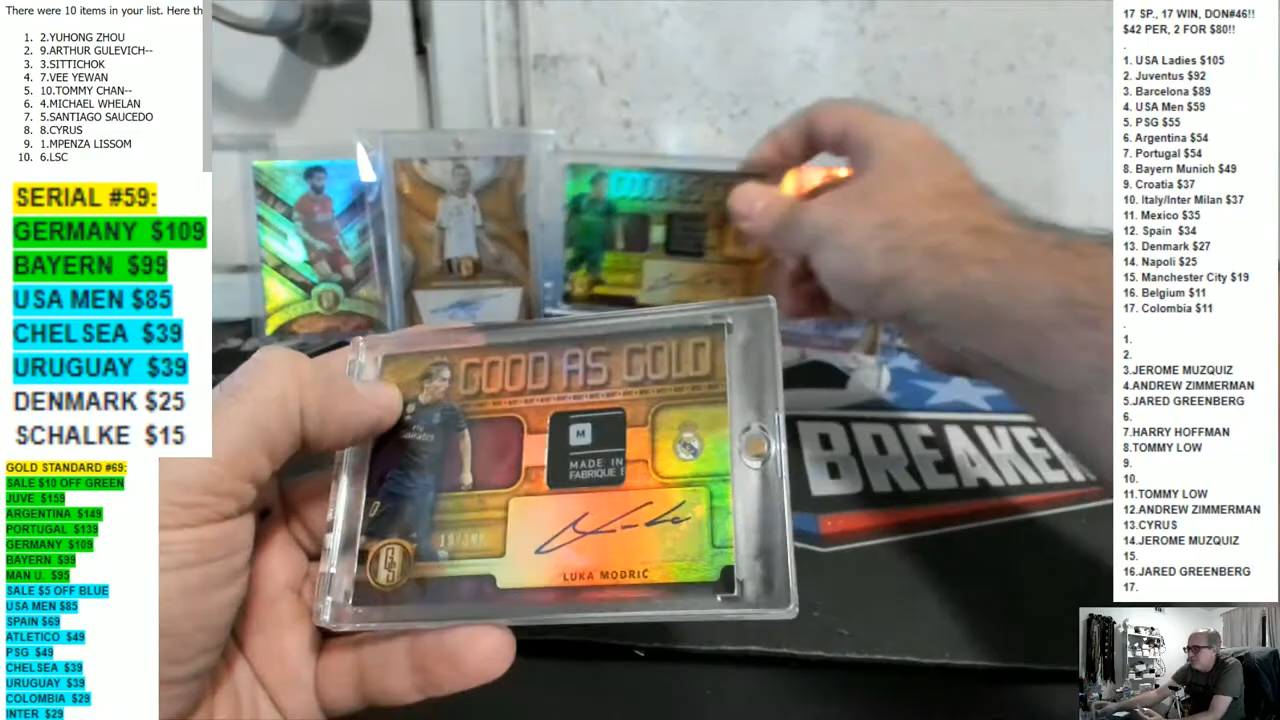 There were 10 items in your list. Here th
1. 2.YUHONG ZHOU
2. 9.ARTHUR GULEVICH--
3. 3.SITTICHOK
4. 7.VEE YEWAN
5. 10.TOMMY CHAN--
6. 4.MICHAEL WHELAN
7. 5.SANTIAGO SAUCEDO
8. 8.CYRUS
9. 1.MPENZA LISSOM
10. 6.LSC
SERIAL #59:
GERMANY $109
BAYERN $99
USA MEN $85
CHELSEA $39
URUGUAY $39
DENMARK $25
SCHALKE $15
GOLD STANDARD #69:
SALE $10 OFF GREEN
JUVE $159
ARGENTINA $149
PORTUGAL $139
GERMANY $109
BAYERN $99
MAN U. $95
SALE $5 OFF BLUE
USA MEN $85
SPAIN $69
ATLETICO $49
PSG $49
CHELSEA $39
URUGUAY $39
COLOMBIA $29
INTER $29
GOOD AS GOLD
M
MADE IN
FABRIQUE
LUKA MODRIĆ
GS
GOOD AS
BREAKE
17 SP., 17 WIN, DON#46!!
$42 PER, 2 FOR $80!!
.
1. USA Ladies $105
2. Juventus $92
3. Barcelona $89
4. USA Men $59
5. PSG $55
6. Argentina $54
7. Portugal $54
8. Bayern Munich $49
9. Croatia $37
10. Italy/Inter Milan $37
11. Mexico $35
12. Spain $34
13. Denmark $27
14. Napoli $25
15. Manchester City $19
16. Belgium $11
17. Colombia $11
.
1.
2.
3.JEROME MUZQUIZ
4.ANDREW ZIMMERMAN
5.JARED GREENBERG
6.
7.HARRY HOFFMAN
8.TOMMY LOW
9.
10.
11.TOMMY LOW
12.ANDREW ZIMMERMAN
13.CYRUS
14.JEROME MUZQUIZ
15.
16.JARED GREENBERG
17.